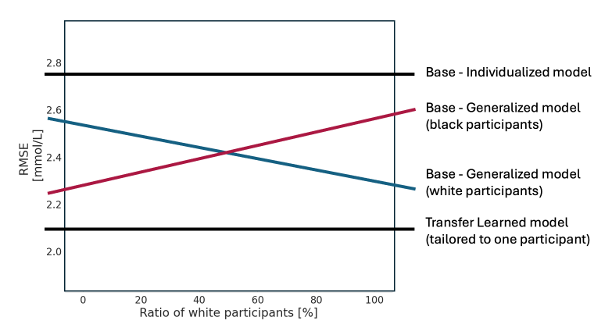 2.8
2.6
2.4
2.2
2.0
RMSE
[mmol/L]
0 20 40 60 80 100
Ratio of white participants [%]
Base - Individualized model
Base - Generalized model
(black participants)
Base - Generalized model
(white participants)
Transfer Learned model
(tailored to one participant)